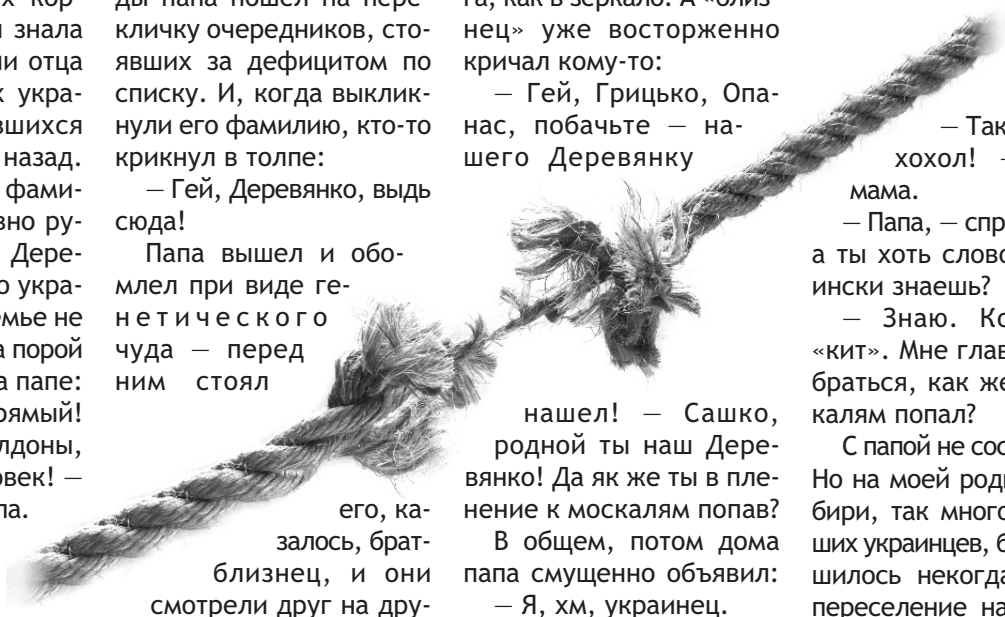 х кор-
знала
ии отца
х укра-
вшихся
назад.
фами-
вно ру-
Дере-
о укра-
емье не
а порой
а папе:
рямый!
лдоны,
овек! —
па.
ды папа пошел на пере-
кличку очередников, сто-
явших за дефицитом по
списку. И, когда выклик-
нули его фамилию, кто-то
крикнул в толпе:
— Гей, Деревянко, выдь
сюда!
Папа вышел и обо-
млел при виде ге-
нетического
чуда — перед
ним стоял
его, ка-
залось, брат-
близнец, и они
смотрели друг на дру-
га, как в зеркало. А «близ-
нец» уже восторженно
кричал кому-то:
— Гей, Грицько, Опа-
нас, побачьте — на-
шего Деревянку
нашел! — Сашко,
родной ты наш Дере-
вянко! Да як же ты в пле-
нение к москалям попав?
В общем, потом дома
папа смущенно объявил:
— Я, хм, украинец.
— Так
хохол! —
мама.
— Папа, — спр
а ты хоть слово
ински знаешь?
— Знаю. Ко
«кит». Мне глав
браться, как же
калям попал?
С папой не сос
Но на моей роди
бири, так много
ших украинцев, б
шилось некогда
переселение на